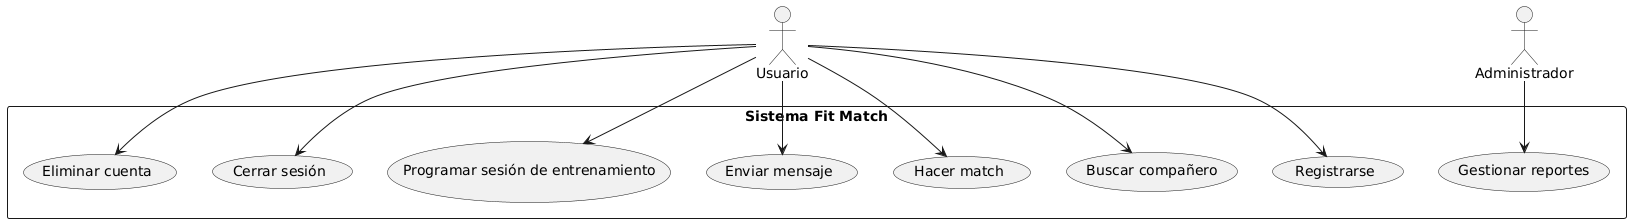 Usuario
Administrador
Sistema Fit Match
Eliminar cuenta
Cerrar sesión
Programar sesión de entrenamiento
Enviar mensaje
Hacer match
Buscar compañero
Registrarse
Gestionar reportes